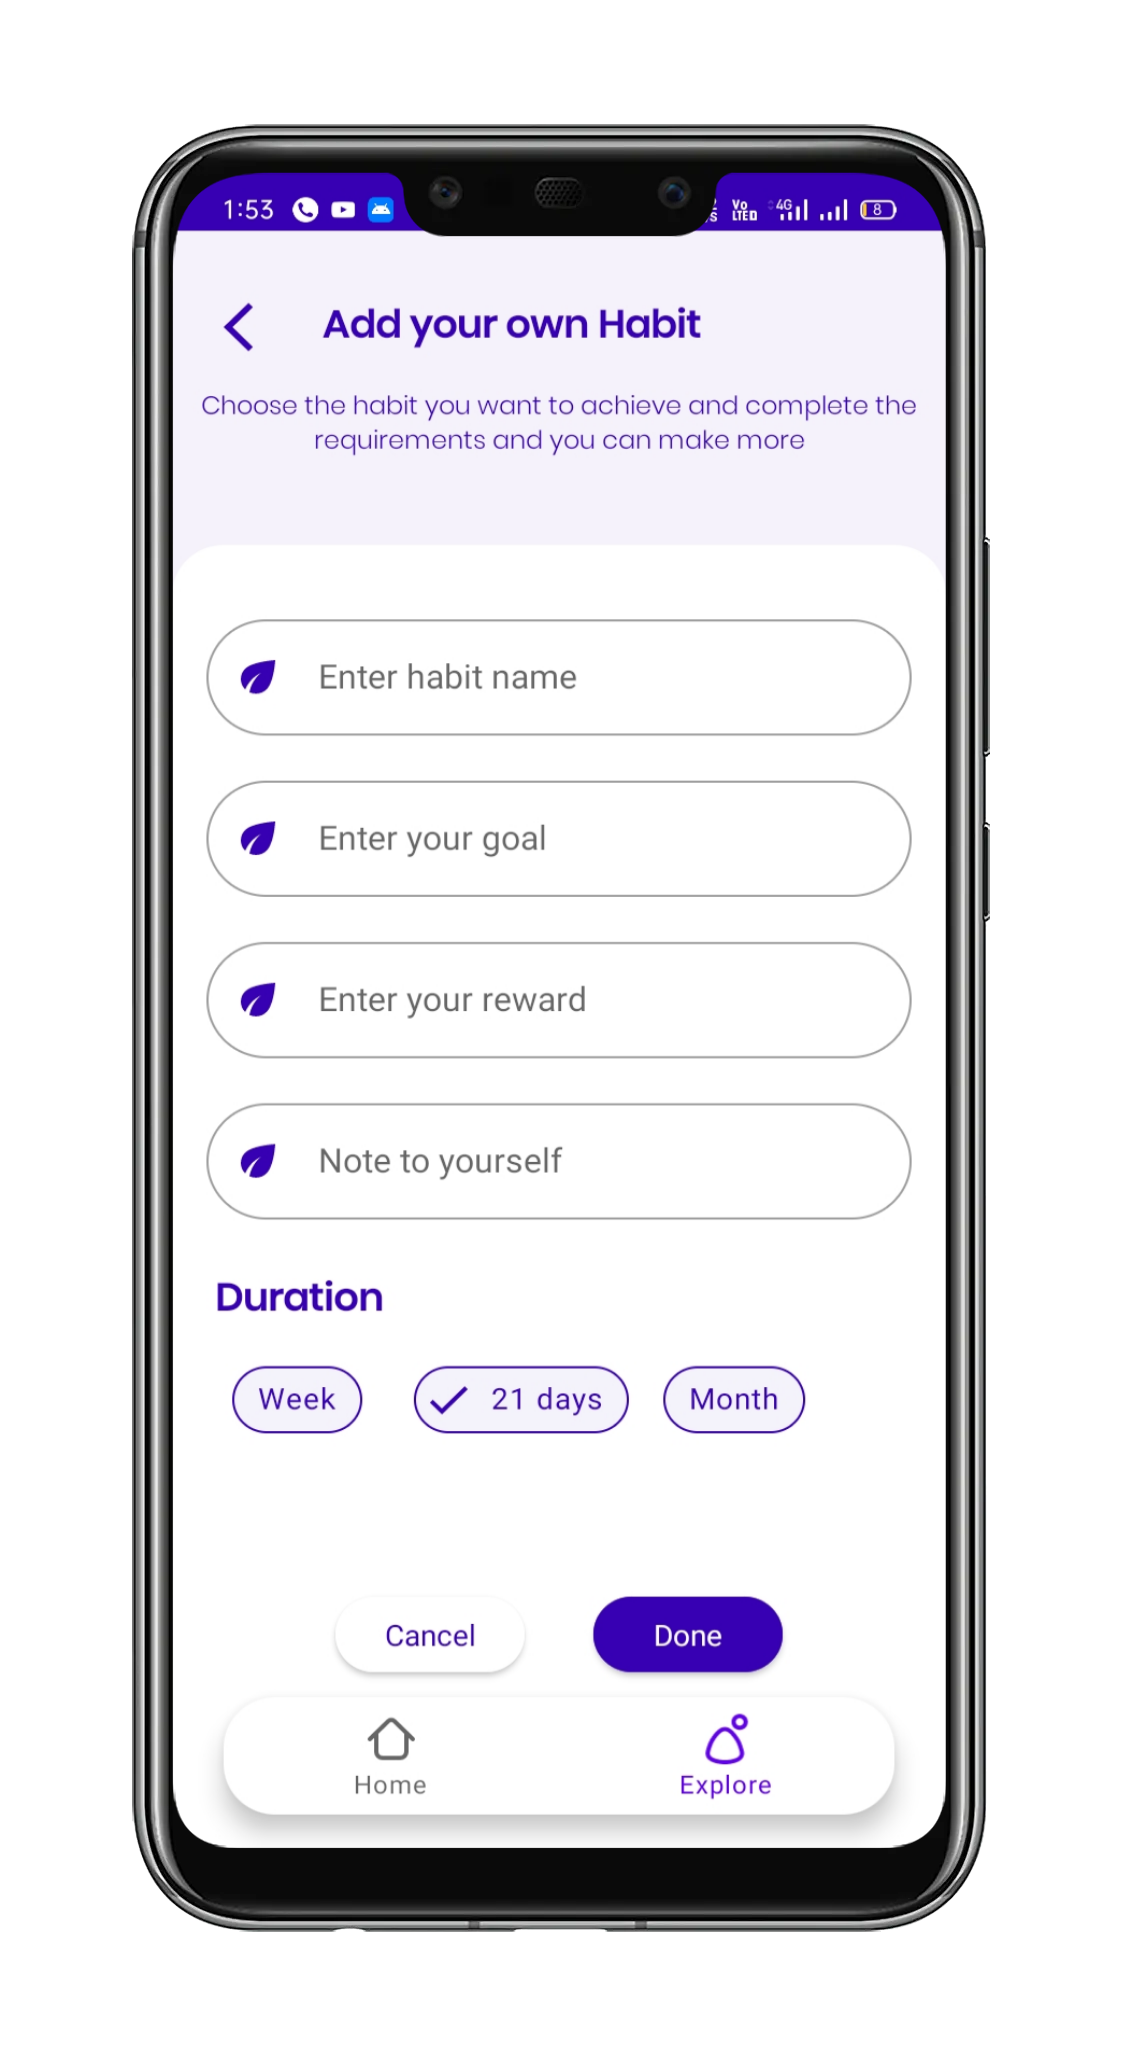 1:53
Vo
LTE 4G 8
Add your own Habit
Choose the habit you want to achieve and complete the
requirements and you can make more
Enter habit name
Enter your goal
Enter your reward
Note to yourself
Duration
Week 21 days Month
Cancel Done
Home Explore